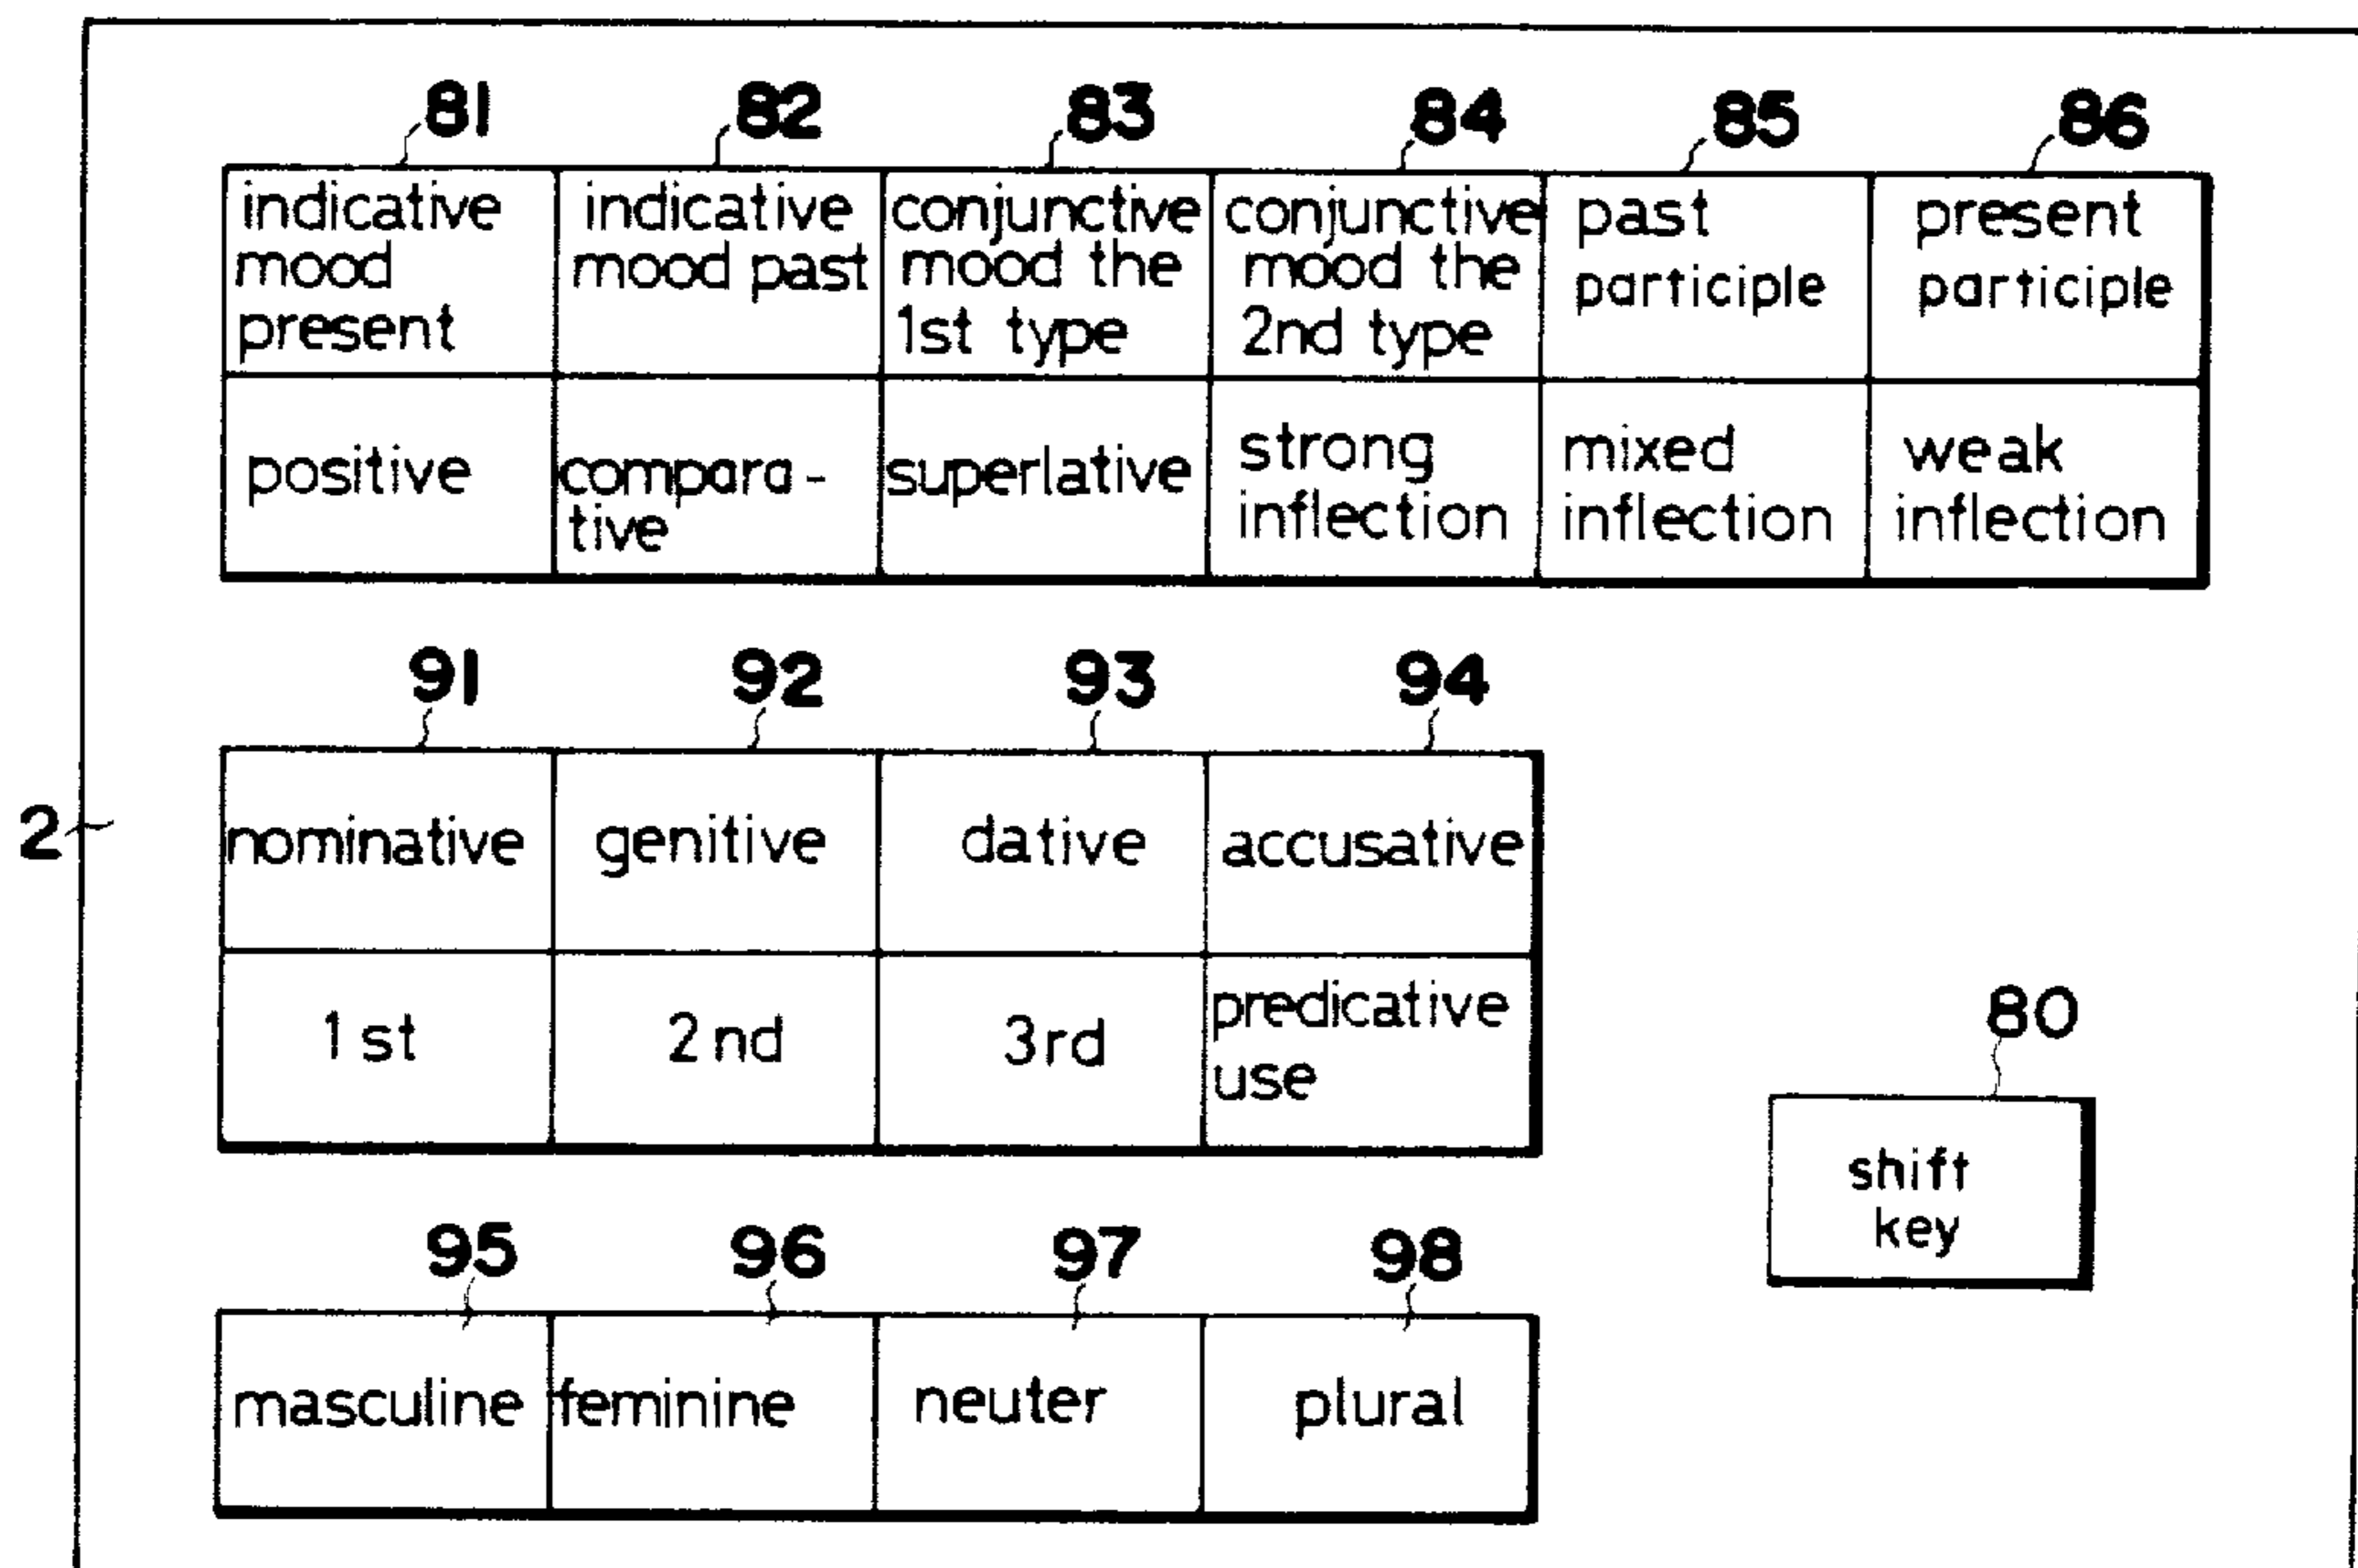 81 82 83 84 85 86
indicative mood present
indicative mood past
conjunctive mood the 1st type
conjunctive mood the 2nd type
past participle
present participle
positive
compara-
tive
superlative
strong inflection
mixed inflection
weak inflection
91 92 93 94
nominative genitive dative accusative
2
1st 2nd 3rd
predicative use
80
shift key
95 96 97 98
masculine feminine neuter plural